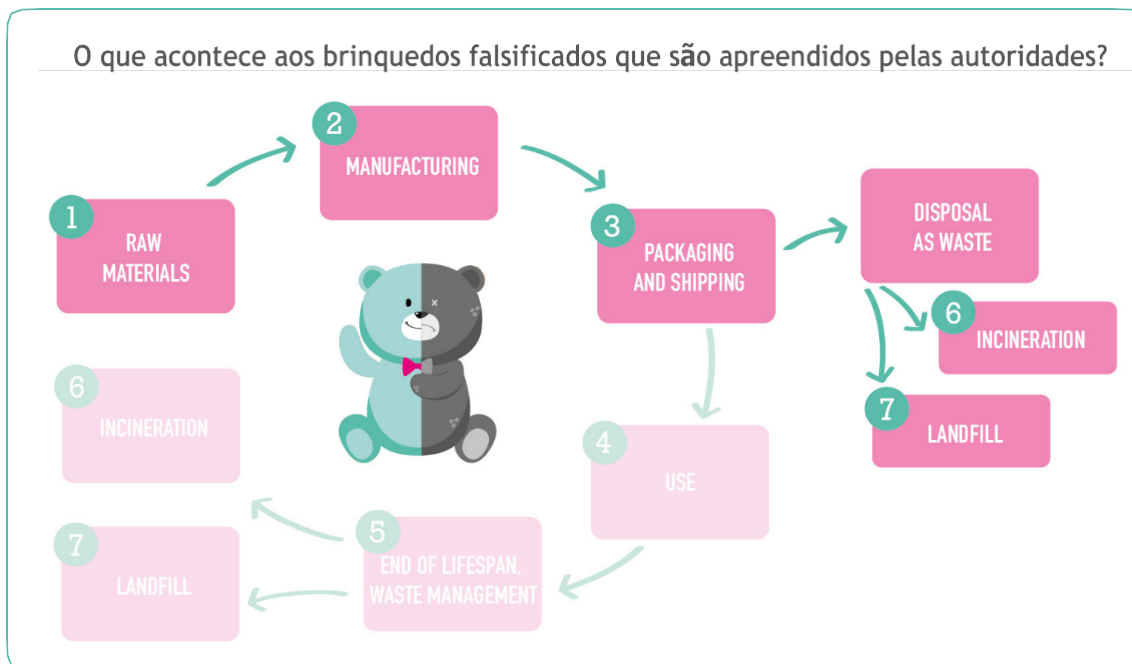 O que acontece aos brinquedos falsificados que são apreendidos pelas autoridades?
1
RAW
MATERIALS
2
MANUFACTURING
3
PACKAGING
AND SHIPPING
DISPOSAL
AS WASTE
6
INCINERATION
7
LANDFILL
4
USE
5
END OF LIFESPAN,
WASTE MANAGEMENT
6
INCINERATION
7
LANDFILL